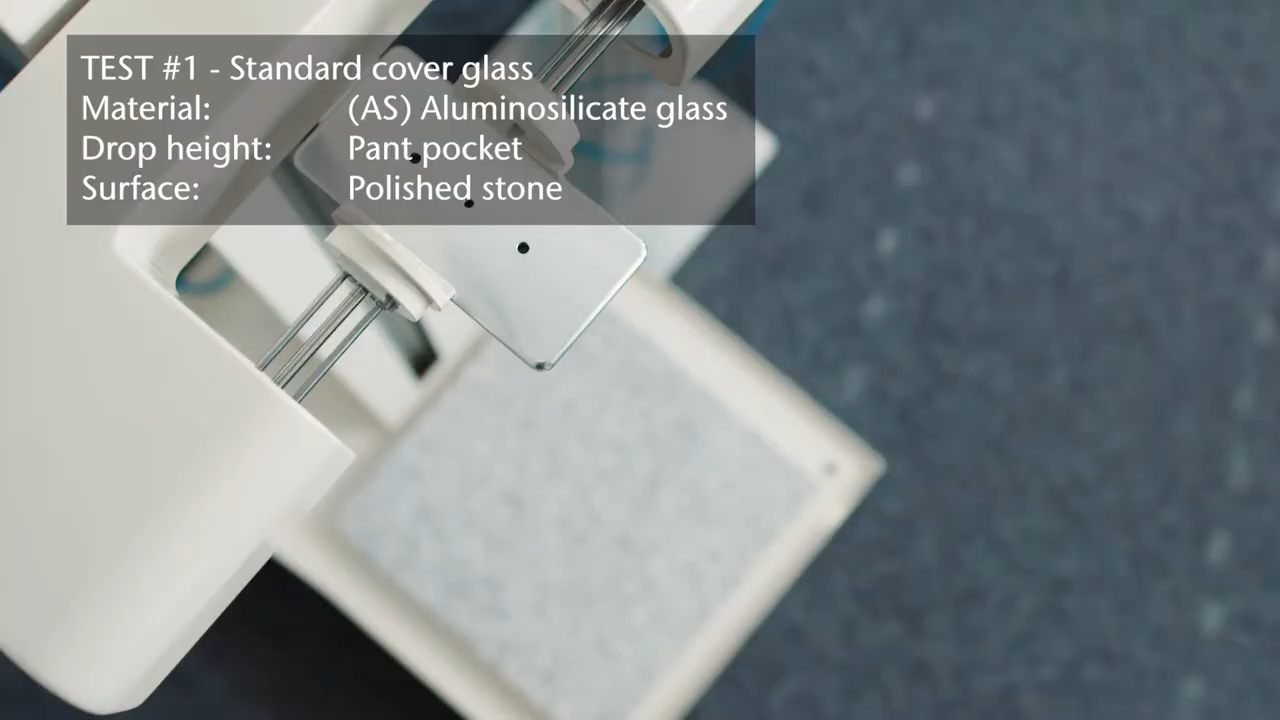 TEST #1 - Standard cover glass
Material: (AS) Aluminosilicate glass
Drop height: Pant pocket
Surface: Polished stone